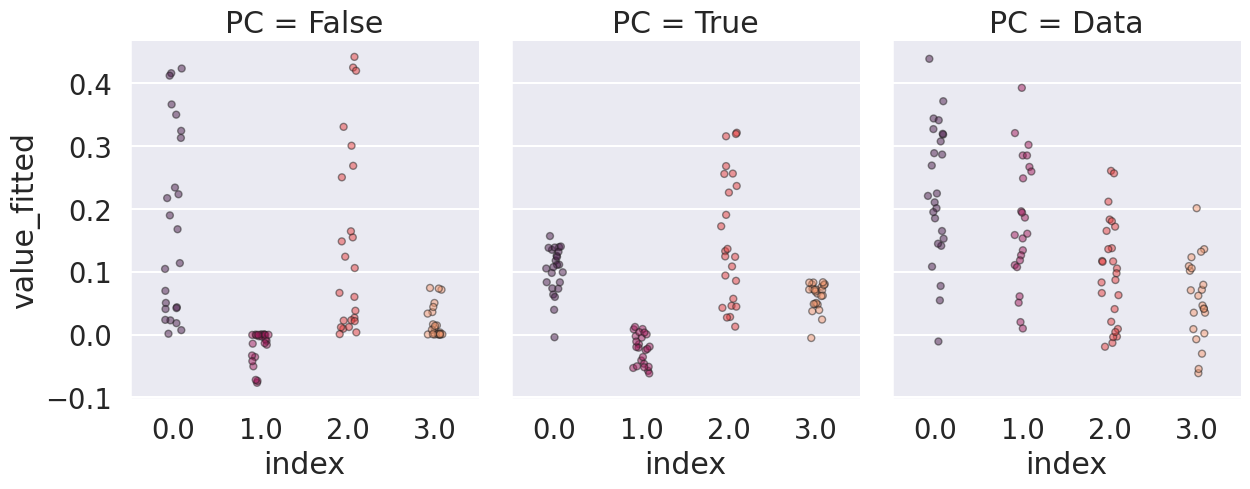 PC = False PC = True PC = Data
value_fitted
0.4
0.3
0.2
0.1
0.0
−0.1
0.0 1.0 2.0 3.0 0.0 1.0 2.0 3.0 0.0 1.0 2.0 3.0
index index index